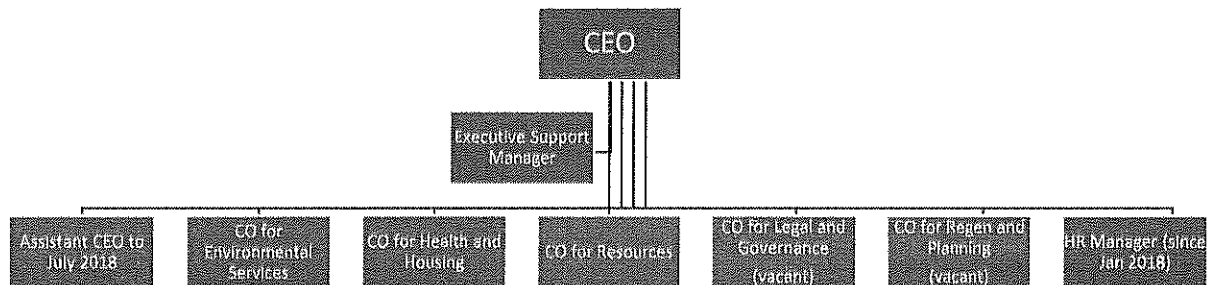 CEO
Executive Support
Manager
Assistant CEO to
July 2018
CO for
Environmental
Services
CO for Health and
Housing
CO for Resources
CO for Legal and
Governance
(vacant)
CO for Regen and
Planning
(vacant)
HR Manager (since
Jan 2018)